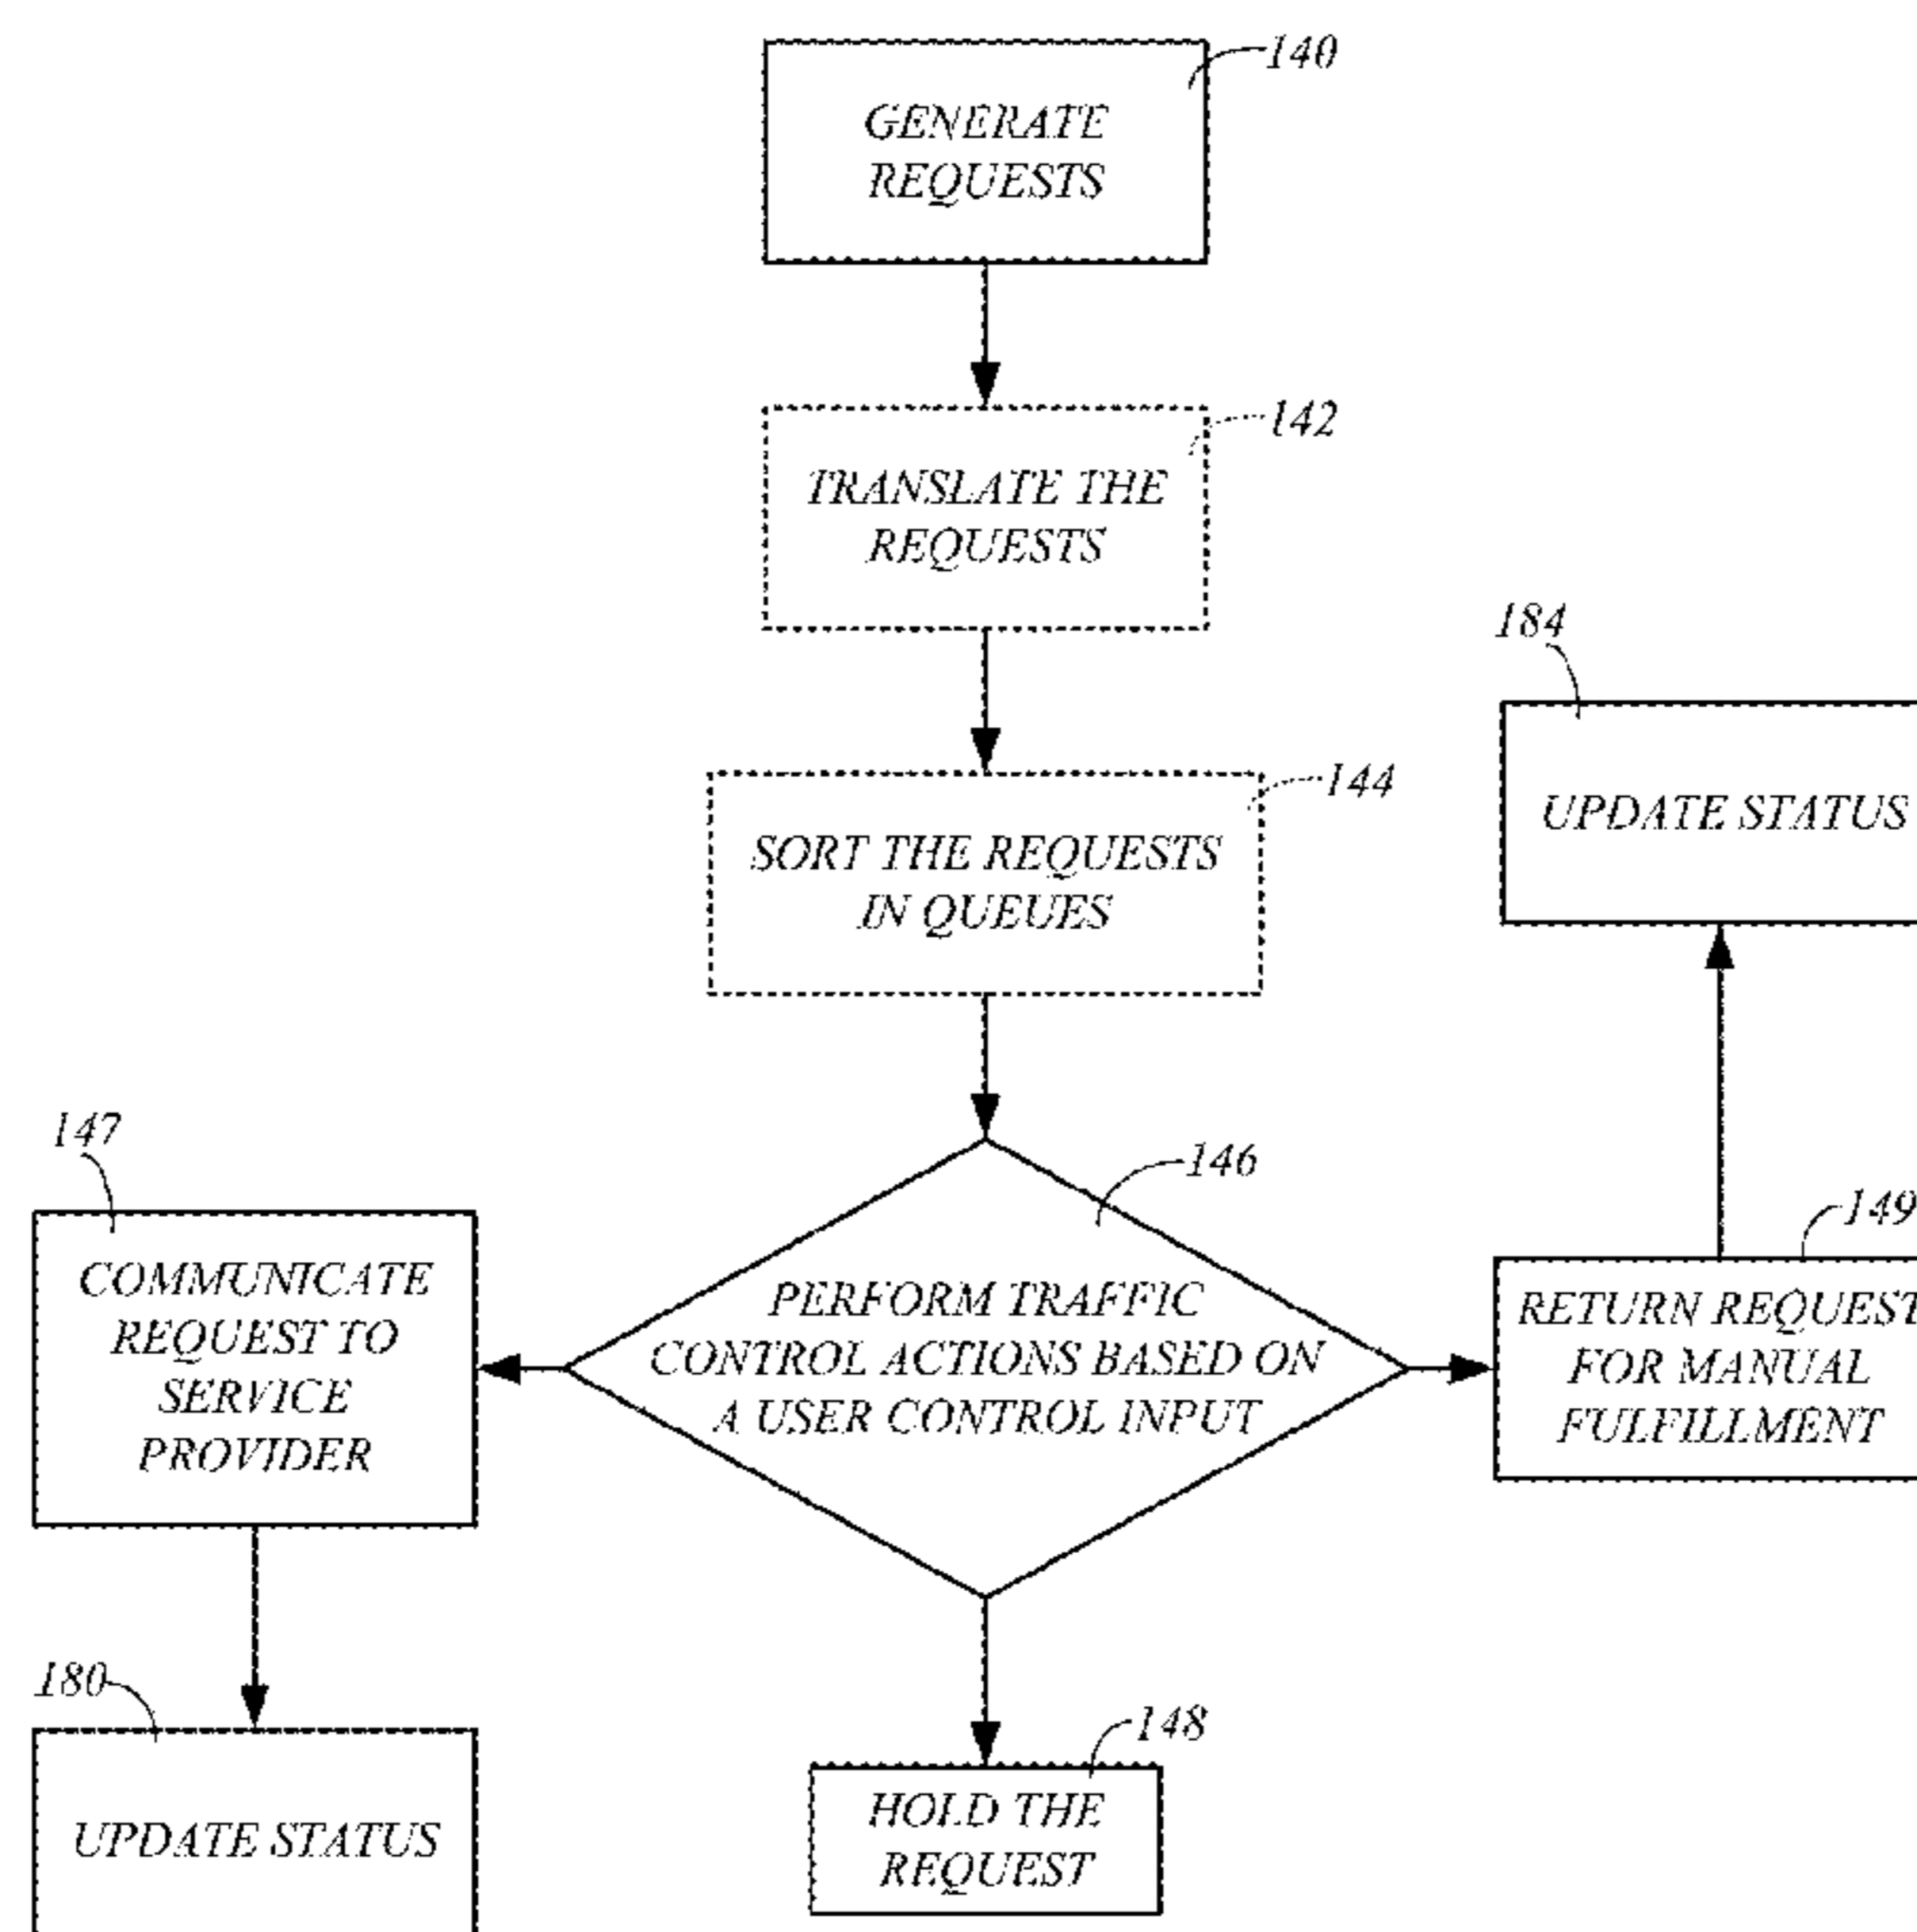 140
GENERATE
REQUESTS
142
TRANSLATE THE
REQUESTS
184
UPDATE STATUS
144
SORT THE REQUESTS
IN QUEUES
147
COMMUNICATE
REQUEST TO
SERVICE
PROVIDER
146
PERFORM TRAFFIC
CONTROL ACTIONS BASED ON
A USER CONTROL INPUT
149
RETURN REQUEST
FOR MANUAL
FULFILLMENT
180
UPDATE STATUS
148
HOLD THE
REQUEST